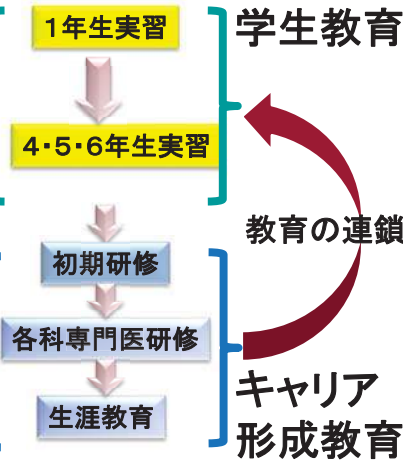 1年生実習
学生教育
4・5・6年生実習
教育の連鎖
初期研修
各科専門医研修
キャリア
形成教育
生涯教育